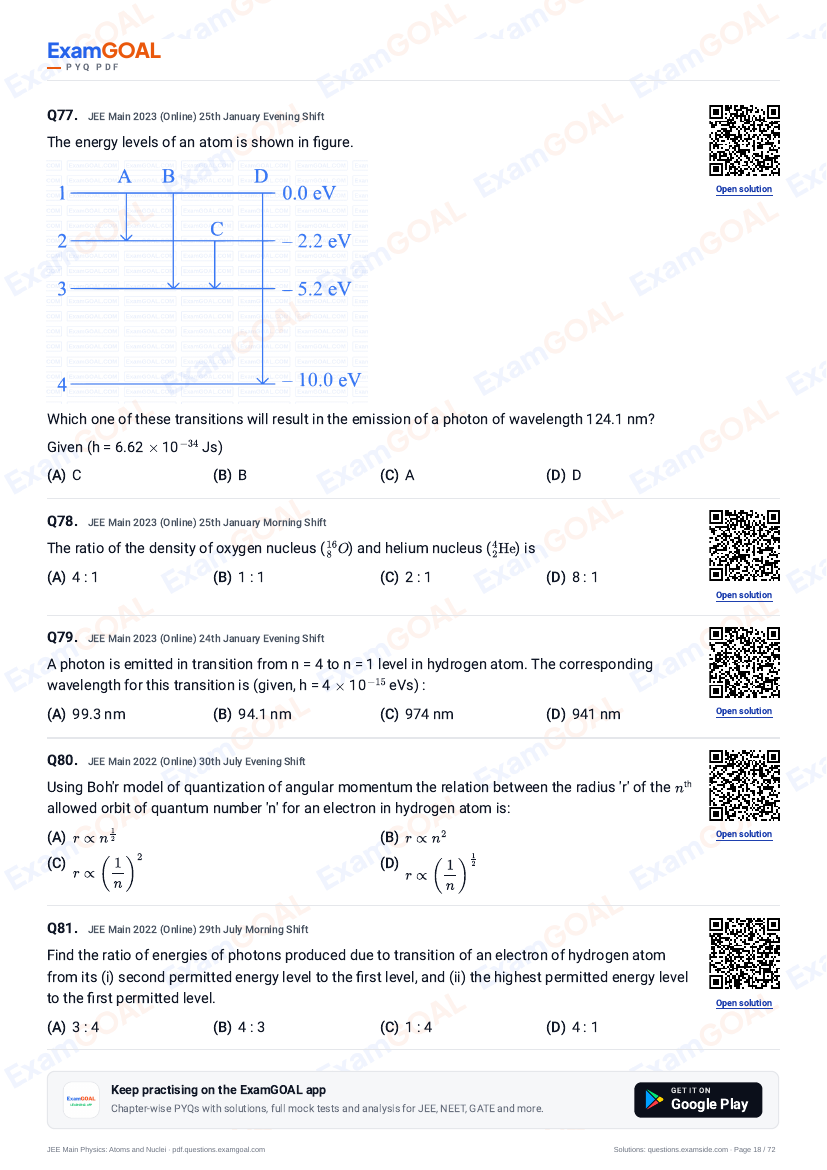 ExamGOAL
PYQ PDF
Q77. JEE Main 2023 (Online) 25th January Evening Shift
The energy levels of an atom is shown in figure.
Open solution
A B D
1 0.0 eV
C
2 – 2.2 eV
3 – 5.2 eV
4 – 10.0 eV
Which one of these transitions will result in the emission of a photon of wavelength 124.1 nm?
Given (h = 6.62 × 10⁻³⁴ Js)
(A) C (B) B (C) A (D) D
Q78. JEE Main 2023 (Online) 25th January Morning Shift
The ratio of the density of oxygen nucleus (¹⁶₈O) and helium nucleus (⁴₂He) is
(A) 4 : 1 (B) 1 : 1 (C) 2 : 1 (D) 8 : 1
Open solution
Q79. JEE Main 2023 (Online) 24th January Evening Shift
A photon is emitted in transition from n = 4 to n = 1 level in hydrogen atom. The corresponding
wavelength for this transition is (given, h = 4 × 10⁻¹⁵ eVs) :
(A) 99.3 nm (B) 94.1 nm (C) 974 nm (D) 941 nm
Open solution
Q80. JEE Main 2022 (Online) 30th July Evening Shift
Using Boh'r model of quantization of angular momentum the relation between the radius 'r' of the nᵗʰ
allowed orbit of quantum number 'n' for an electron in hydrogen atom is:
(A) r ∝ n^(1/2) (B) r ∝ n²
(C) r ∝ (1/n)² (D) r ∝ (1/n)^(1/2)
Open solution
Q81. JEE Main 2022 (Online) 29th July Morning Shift
Find the ratio of energies of photons produced due to transition of an electron of hydrogen atom
from its (i) second permitted energy level to the first level, and (ii) the highest permitted energy level
to the first permitted level.
(A) 3 : 4 (B) 4 : 3 (C) 1 : 4 (D) 4 : 1
Open solution
ExamGOAL
Keep practising on the ExamGOAL app
Chapter-wise PYQs with solutions, full mock tests and analysis for JEE, NEET, GATE and more.
GET IT ON
Google Play
JEE Main Physics: Atoms and Nuclei · pdf.questions.examgoal.com
Solutions: questions.examside.com · Page 18 / 72